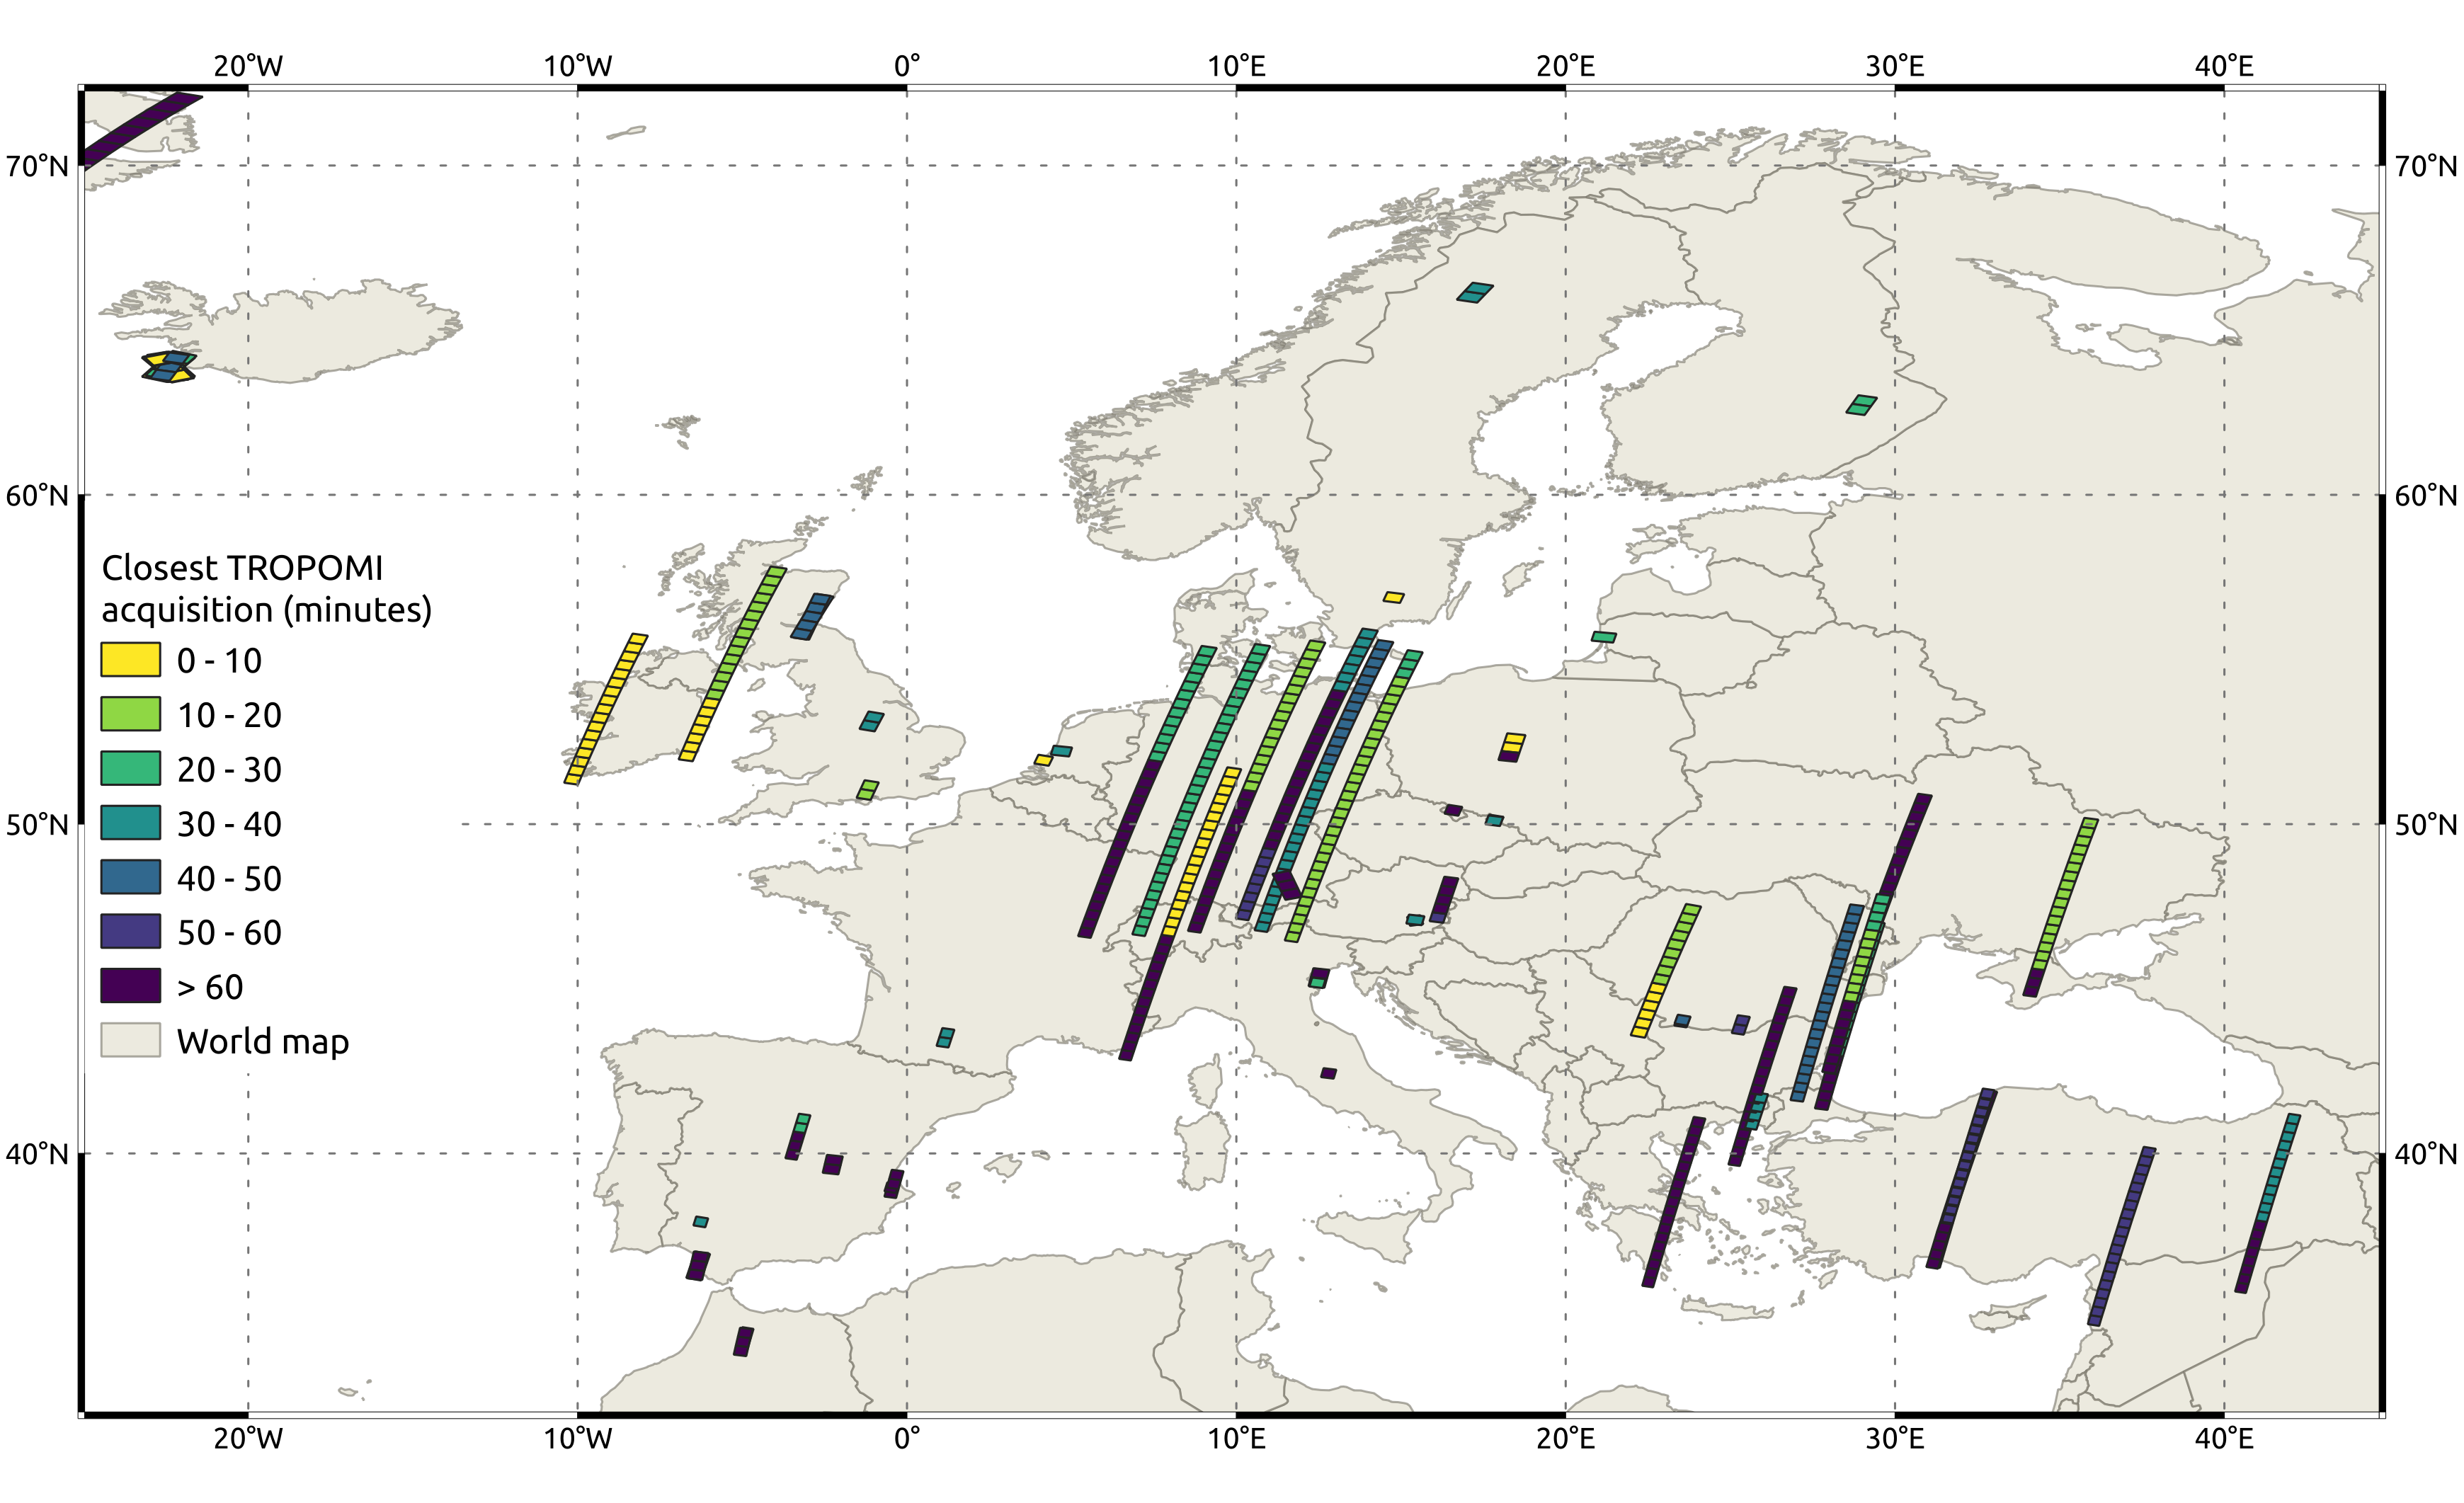 20°W 10°W 0° 10°E 20°E 30°E 40°E
70°N 70°N
60°N 60°N
Closest TROPOMI
acquisition (minutes)
0 - 10
10 - 20
20 - 30
30 - 40
50°N 50°N
40 - 50
50 - 60
> 60
World map
40°N 40°N
20°W 10°W 0° 10°E 20°E 30°E 40°E